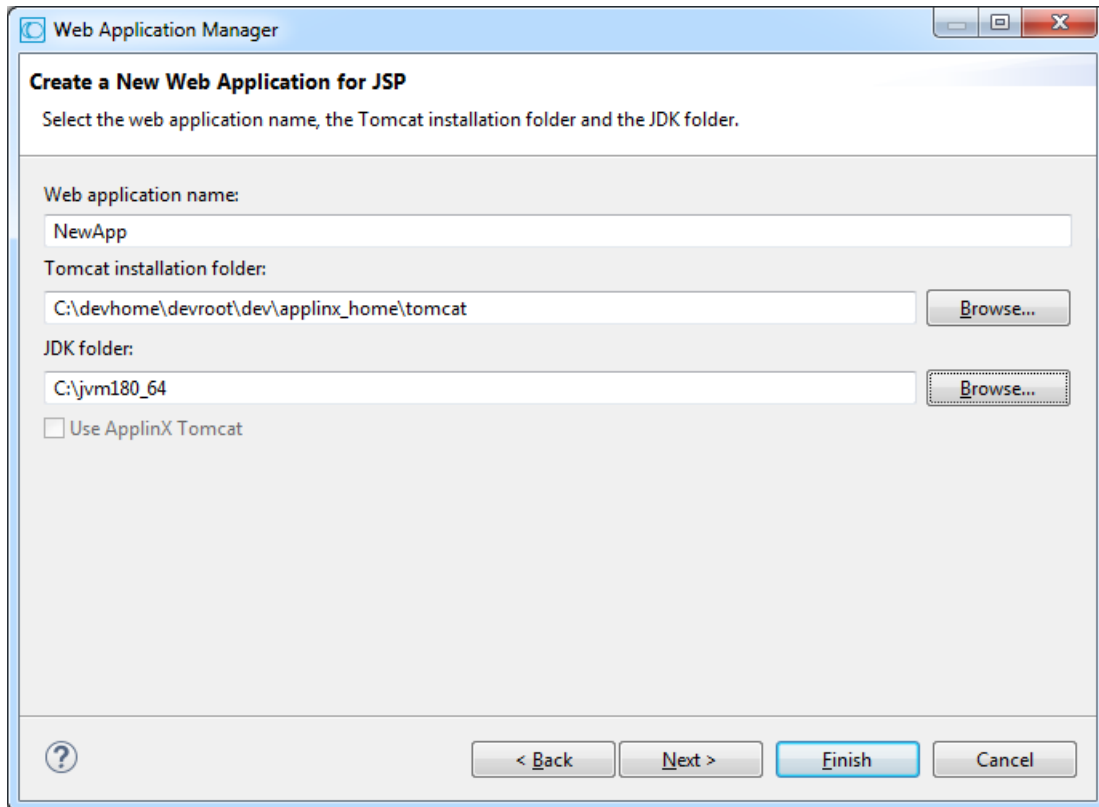 Web Application Manager
Create a New Web Application for JSP
Select the web application name, the Tomcat installation folder and the JDK folder.
Web application name:
NewApp
Tomcat installation folder:
C:\devhome\devroot\dev\applinx_home\tomcat
Browse...
JDK folder:
C:\jvm180_64
Browse...
Use ApplinX Tomcat
? < Back Next > Finish Cancel